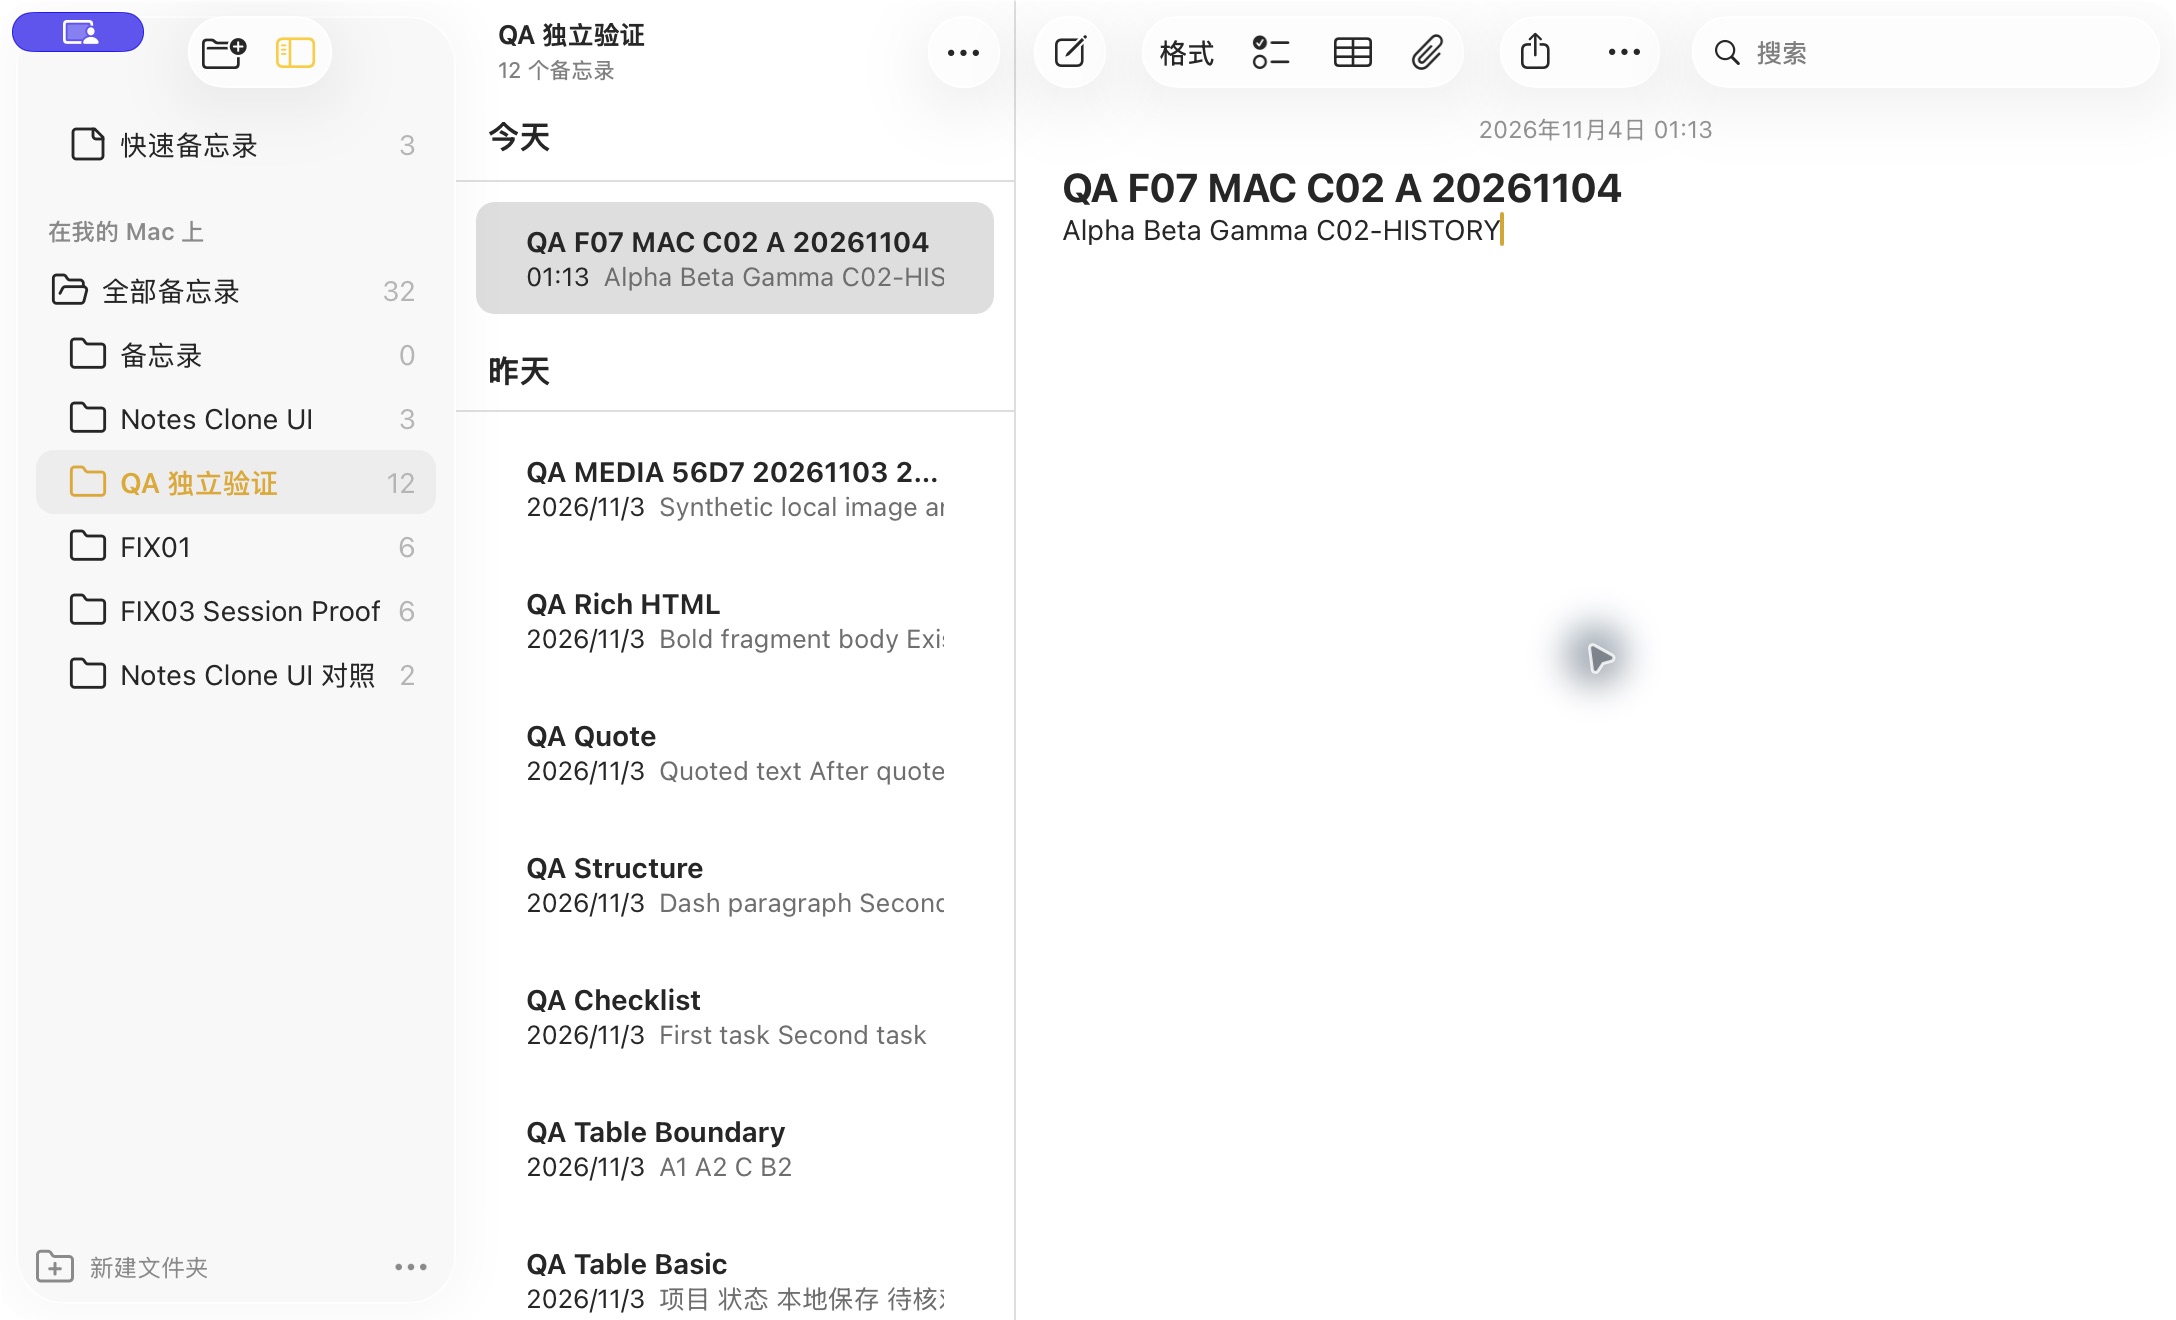 快速备忘录 3
在我的 Mac 上
全部备忘录 32
备忘录 0
Notes Clone UI 3
QA 独立验证 12
FIX01 6
FIX03 Session Proof 6
Notes Clone UI 对照 2
新建文件夹
QA 独立验证
12 个备忘录
今天
QA F07 MAC C02 A 20261104
01:13 Alpha Beta Gamma C02-HIS
昨天
QA MEDIA 56D7 20261103 2...
2026/11/3 Synthetic local image
QA Rich HTML
2026/11/3 Bold fragment body
QA Quote
2026/11/3 Quoted text After quote
QA Structure
2026/11/3 Dash paragraph
QA Checklist
2026/11/3 First task Second task
QA Table Boundary
2026/11/3 A1 A2 C B2
QA Table Basic
2026/11/3 项目 状态 本地保存
格式
搜索
2026年11月4日 01:13
QA F07 MAC C02 A 20261104
Alpha Beta Gamma C02-HISTORY